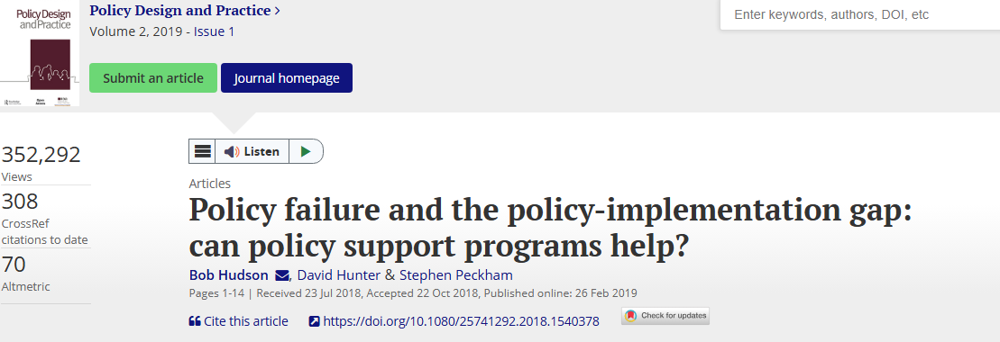 Policy Design
and Practice
Policy Design and Practice >
Volume 2, 2019 - Issue 1
Enter keywords, authors, DOI, etc
Submit an article
Journal homepage
352,292
Views
308
CrossRef
citations to date
70
Altmetric
Listen
Articles
Policy failure and the policy-implementation gap:
can policy support programs help?
Bob Hudson, David Hunter & Stephen Peckham
Pages 1-14 | Received 23 Jul 2018, Accepted 22 Oct 2018, Published online: 26 Feb 2019
Cite this article
https://doi.org/10.1080/25741292.2018.1540378
Check for updates